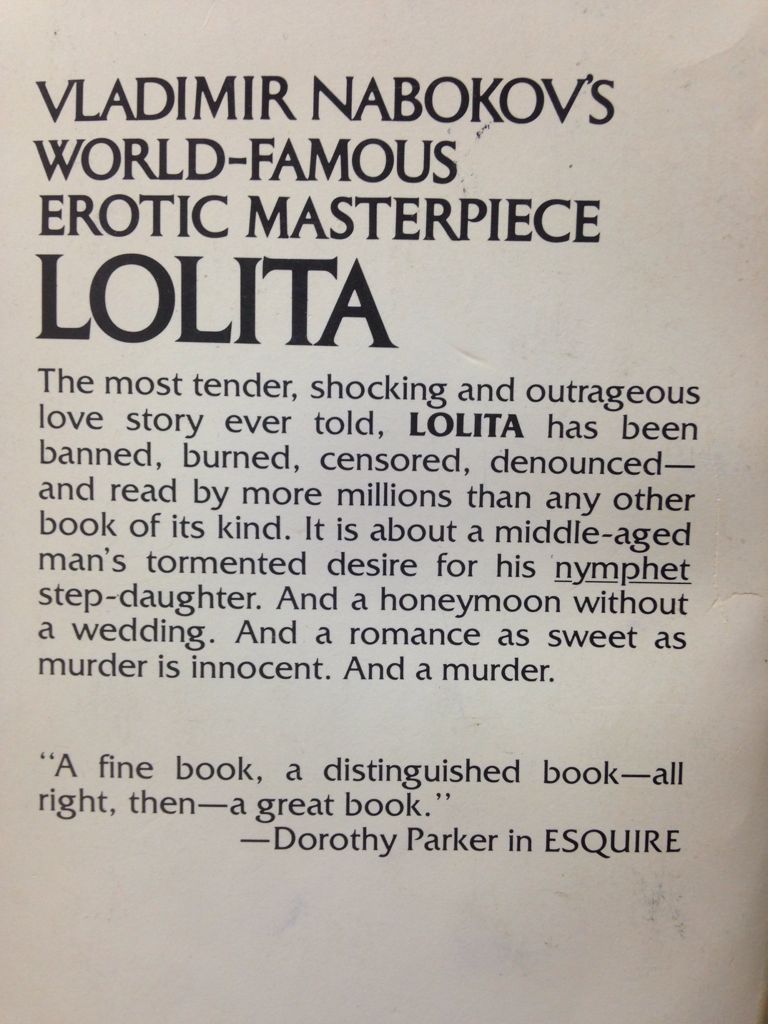 VLADIMIR NABOKOV'S
WORLD-FAMOUS
EROTIC MASTERPIECE
LOLITA
The most tender, shocking and outrageous
love story ever told, LOLITA has been
banned, burned, censored, denounced—
and read by more millions than any other
book of its kind. It is about a middle-aged
man's tormented desire for his nymphet
step-daughter. And a honeymoon without
a wedding. And a romance as sweet as
murder is innocent. And a murder.
"A fine book, a distinguished book—all
right, then—a great book."
—Dorothy Parker in ESQUIRE